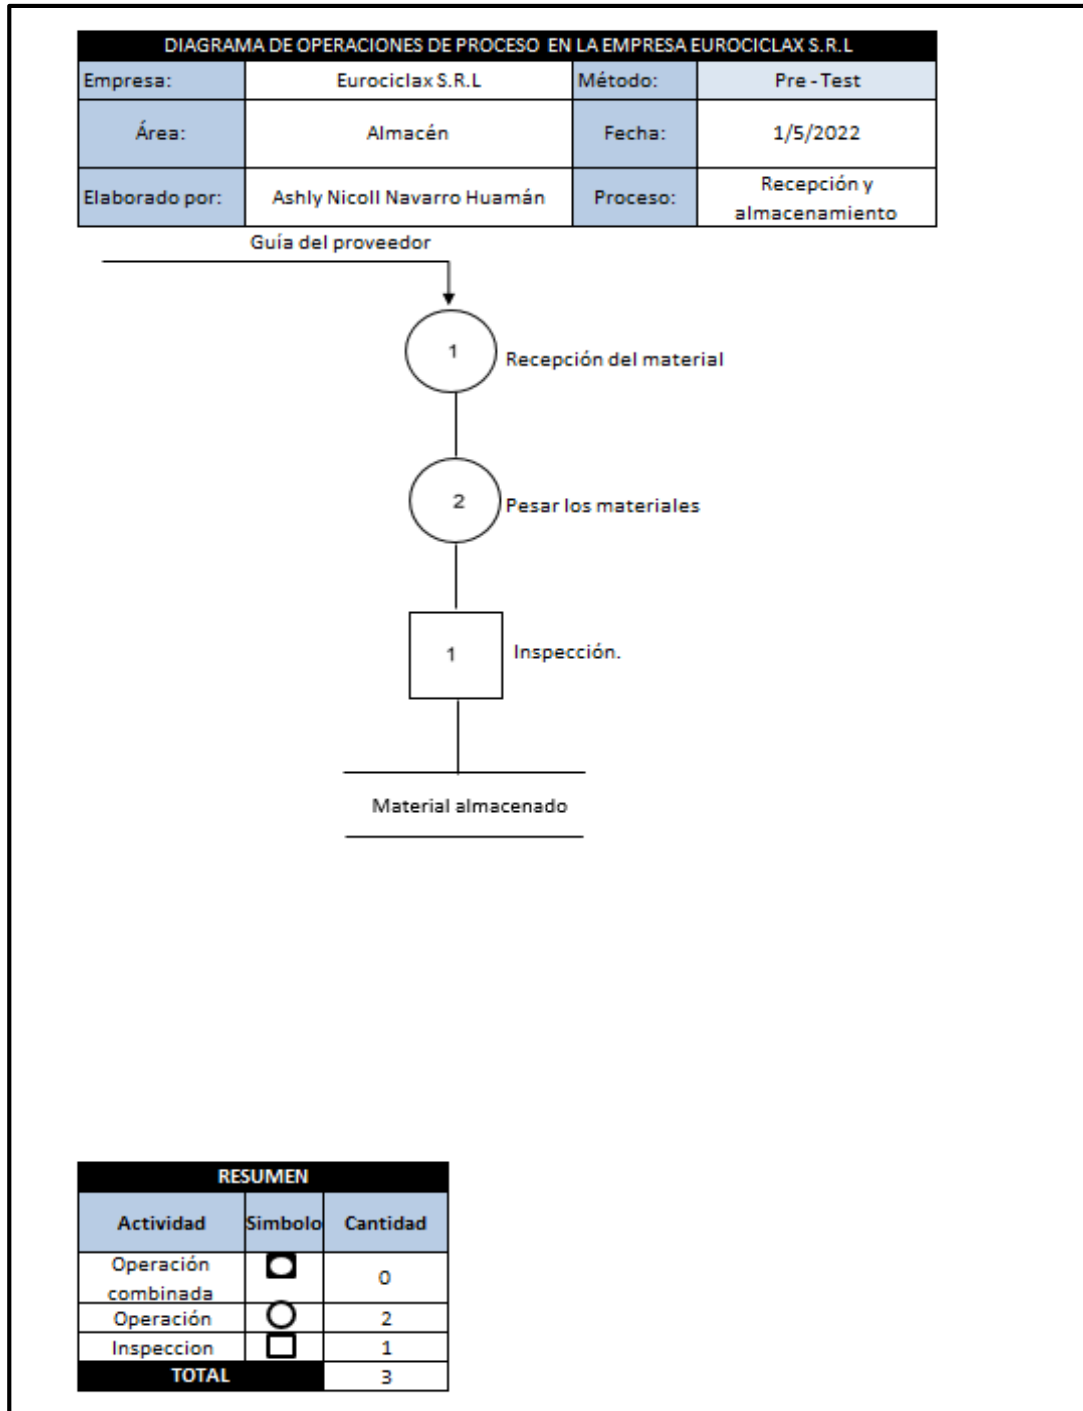 DIAGRAMA DE OPERACIONES DE PROCESO EN LA EMPRESA EUROCICLAX S.R.L
Empresa: Eurociclax S.R.L Método: Pre - Test
Área: Almacén Fecha: 1/5/2022
Elaborado por: Ashly Nicoll Navarro Huamán Proceso: Recepción y
almacenamiento
Guía del proveedor
1 Recepción del material
2 Pesar los materiales
1 Inspección.
Material almacenado
RESUMEN
Actividad Simbolo Cantidad
Operación
combinada 0
Operación 2
Inspeccion 1
TOTAL 3